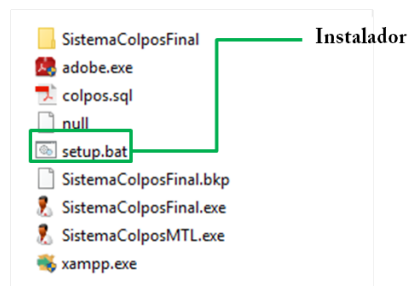 SistemaColposFinal
Instalador
adobe.exe
colpos.sql
null
setup.bat
SistemaColposFinal.bkp
SistemaColposFinal.exe
SistemaColposMTL.exe
xampp.exe